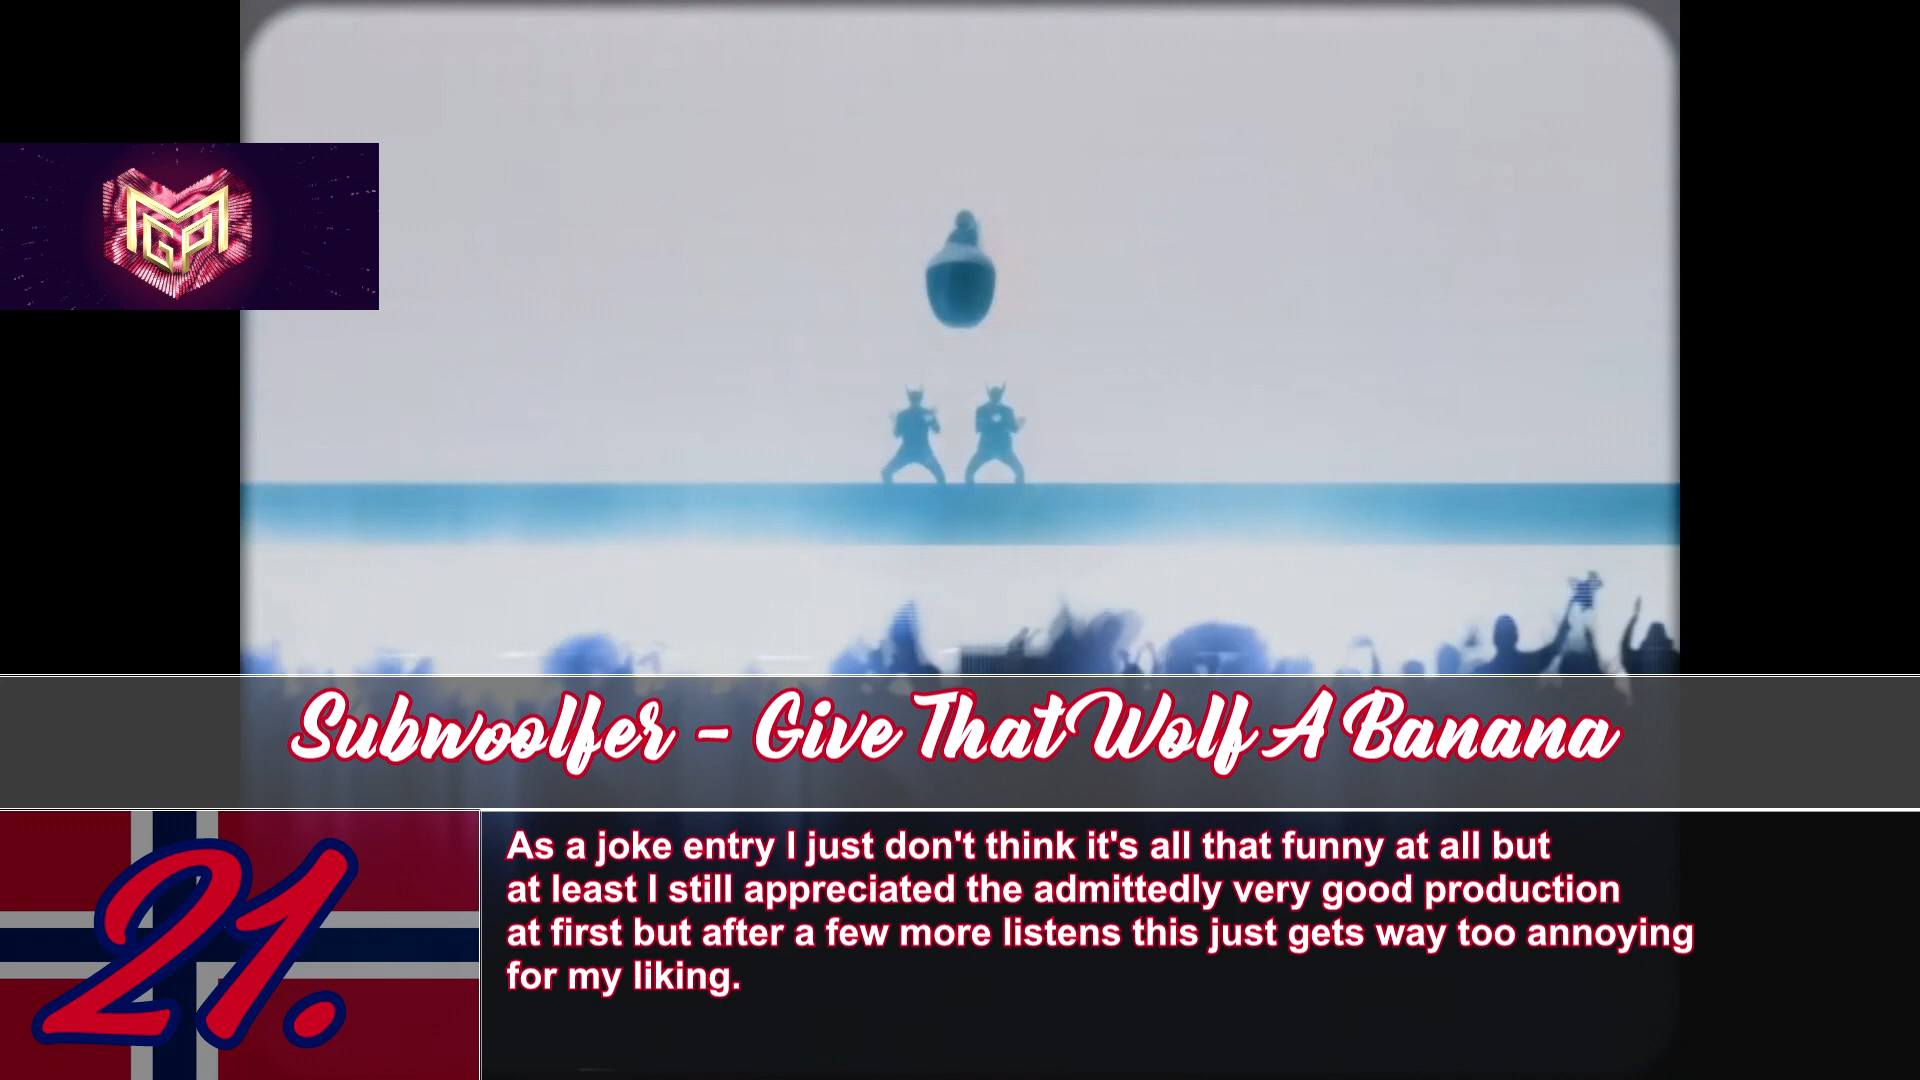 MGP
Subwoolfer - Give That Wolf A Banana
21.
As a joke entry I just don't think it's all that funny at all but
at least I still appreciated the admittedly very good production
at first but after a few more listens this just gets way too annoying
for my liking.